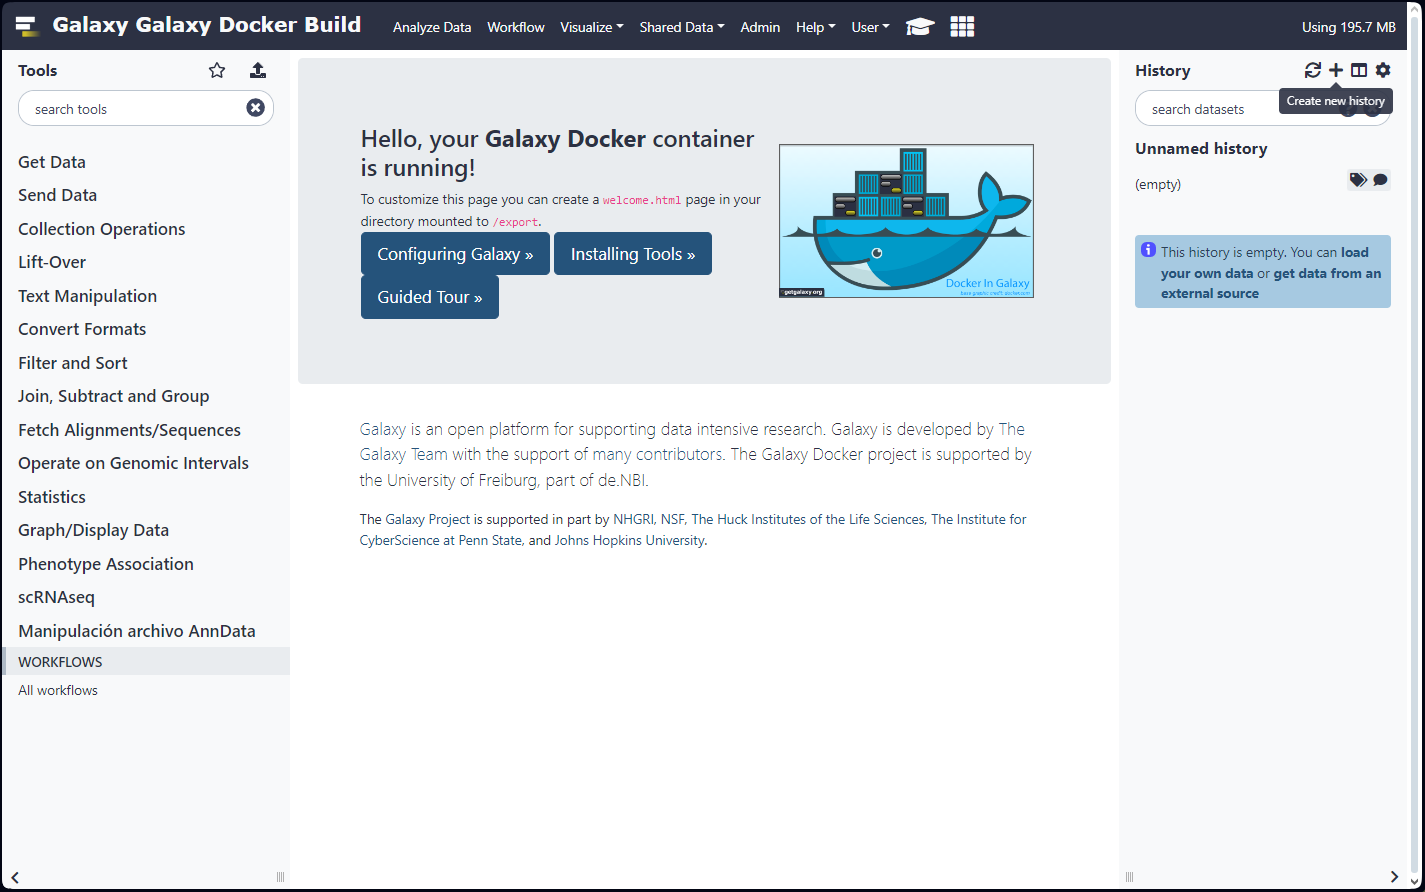 Galaxy Galaxy Docker Build
Analyze Data Workflow Visualize Shared Data Admin Help User
Using 195.7 MB
Tools
search tools
Get Data
Send Data
Collection Operations
Lift-Over
Text Manipulation
Convert Formats
Filter and Sort
Join, Subtract and Group
Fetch Alignments/Sequences
Operate on Genomic Intervals
Statistics
Graph/Display Data
Phenotype Association
scRNAseq
Manipulación archivo AnnData
WORKFLOWS
All workflows
Hello, your Galaxy Docker container
is running!
To customize this page you can create a welcome.html page in your
directory mounted to /export.
Configuring Galaxy »
Installing Tools »
Guided Tour »
Docker In Galaxy
base graphic credit docker.com
getgalaxy.org
Galaxy is an open platform for supporting data intensive research. Galaxy is developed by The
Galaxy Team with the support of many contributors. The Galaxy Docker project is supported by
the University of Freiburg, part of de.NBI.
The Galaxy Project is supported in part by NHGRI, NSF, The Huck Institutes of the Life Sciences, The Institute for
CyberScience at Penn State, and Johns Hopkins University.
History
Create new history
search datasets
Unnamed history
(empty)
This history is empty. You can load
your own data or get data from an
external source